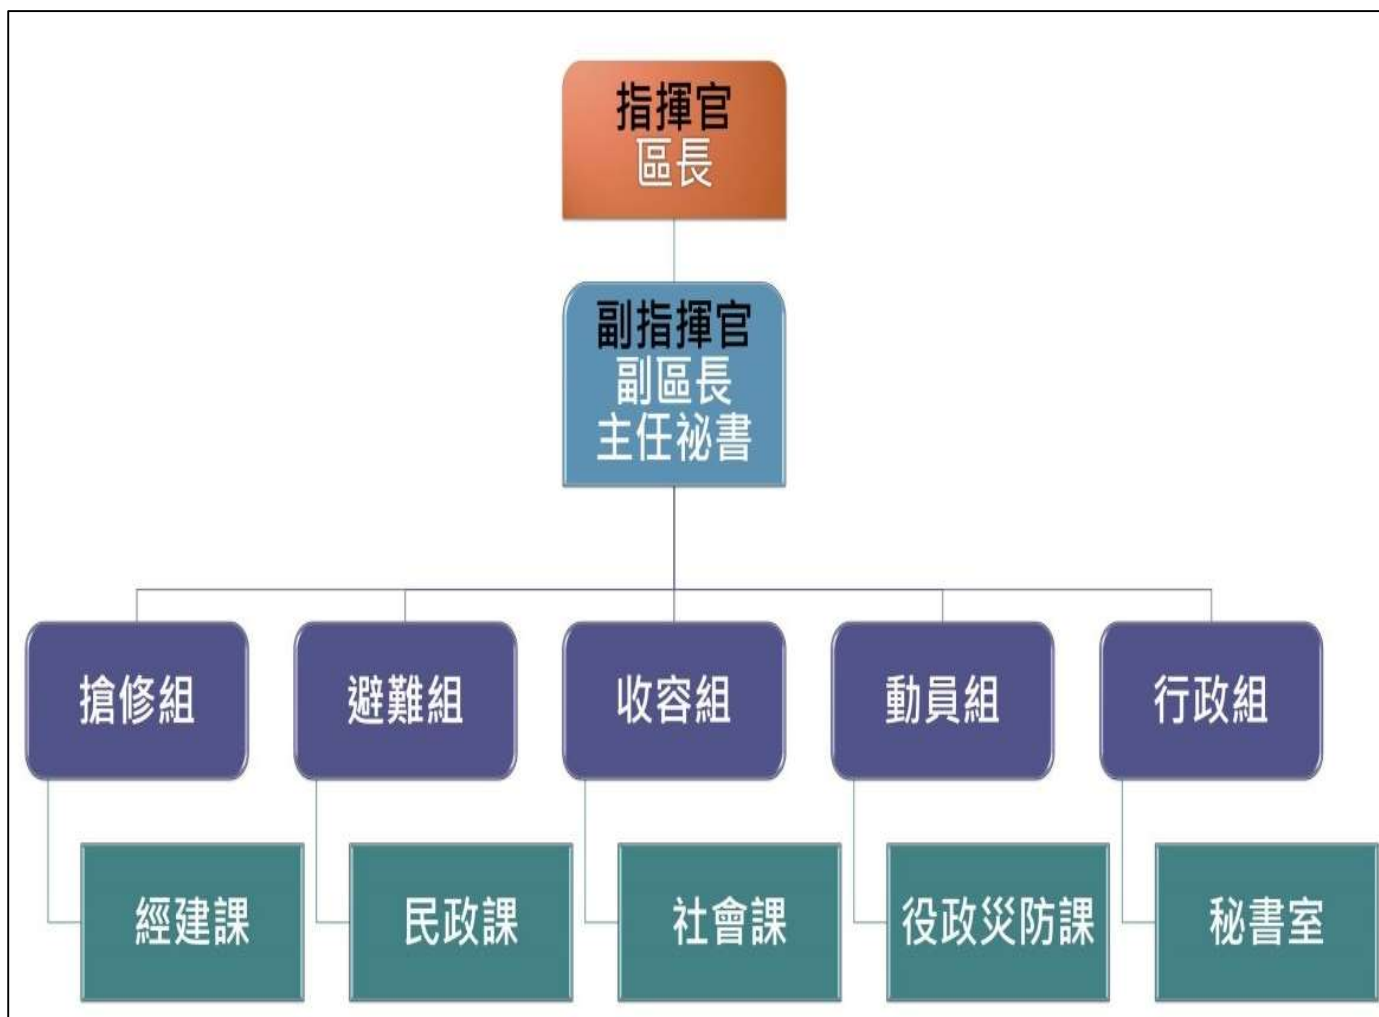 指揮官
區長
副指揮官
副區長
主任祕書
搶修組
避難組
收容組
動員組
行政組
經建課
民政課
社會課
役政災防課
秘書室